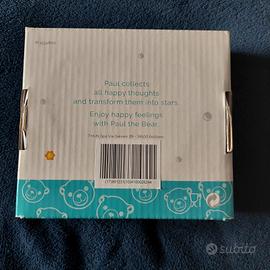 Paul collects
all happy thoughts
and transform them into stars.
Enjoy happy feelings
with Paul the Bear.
subito